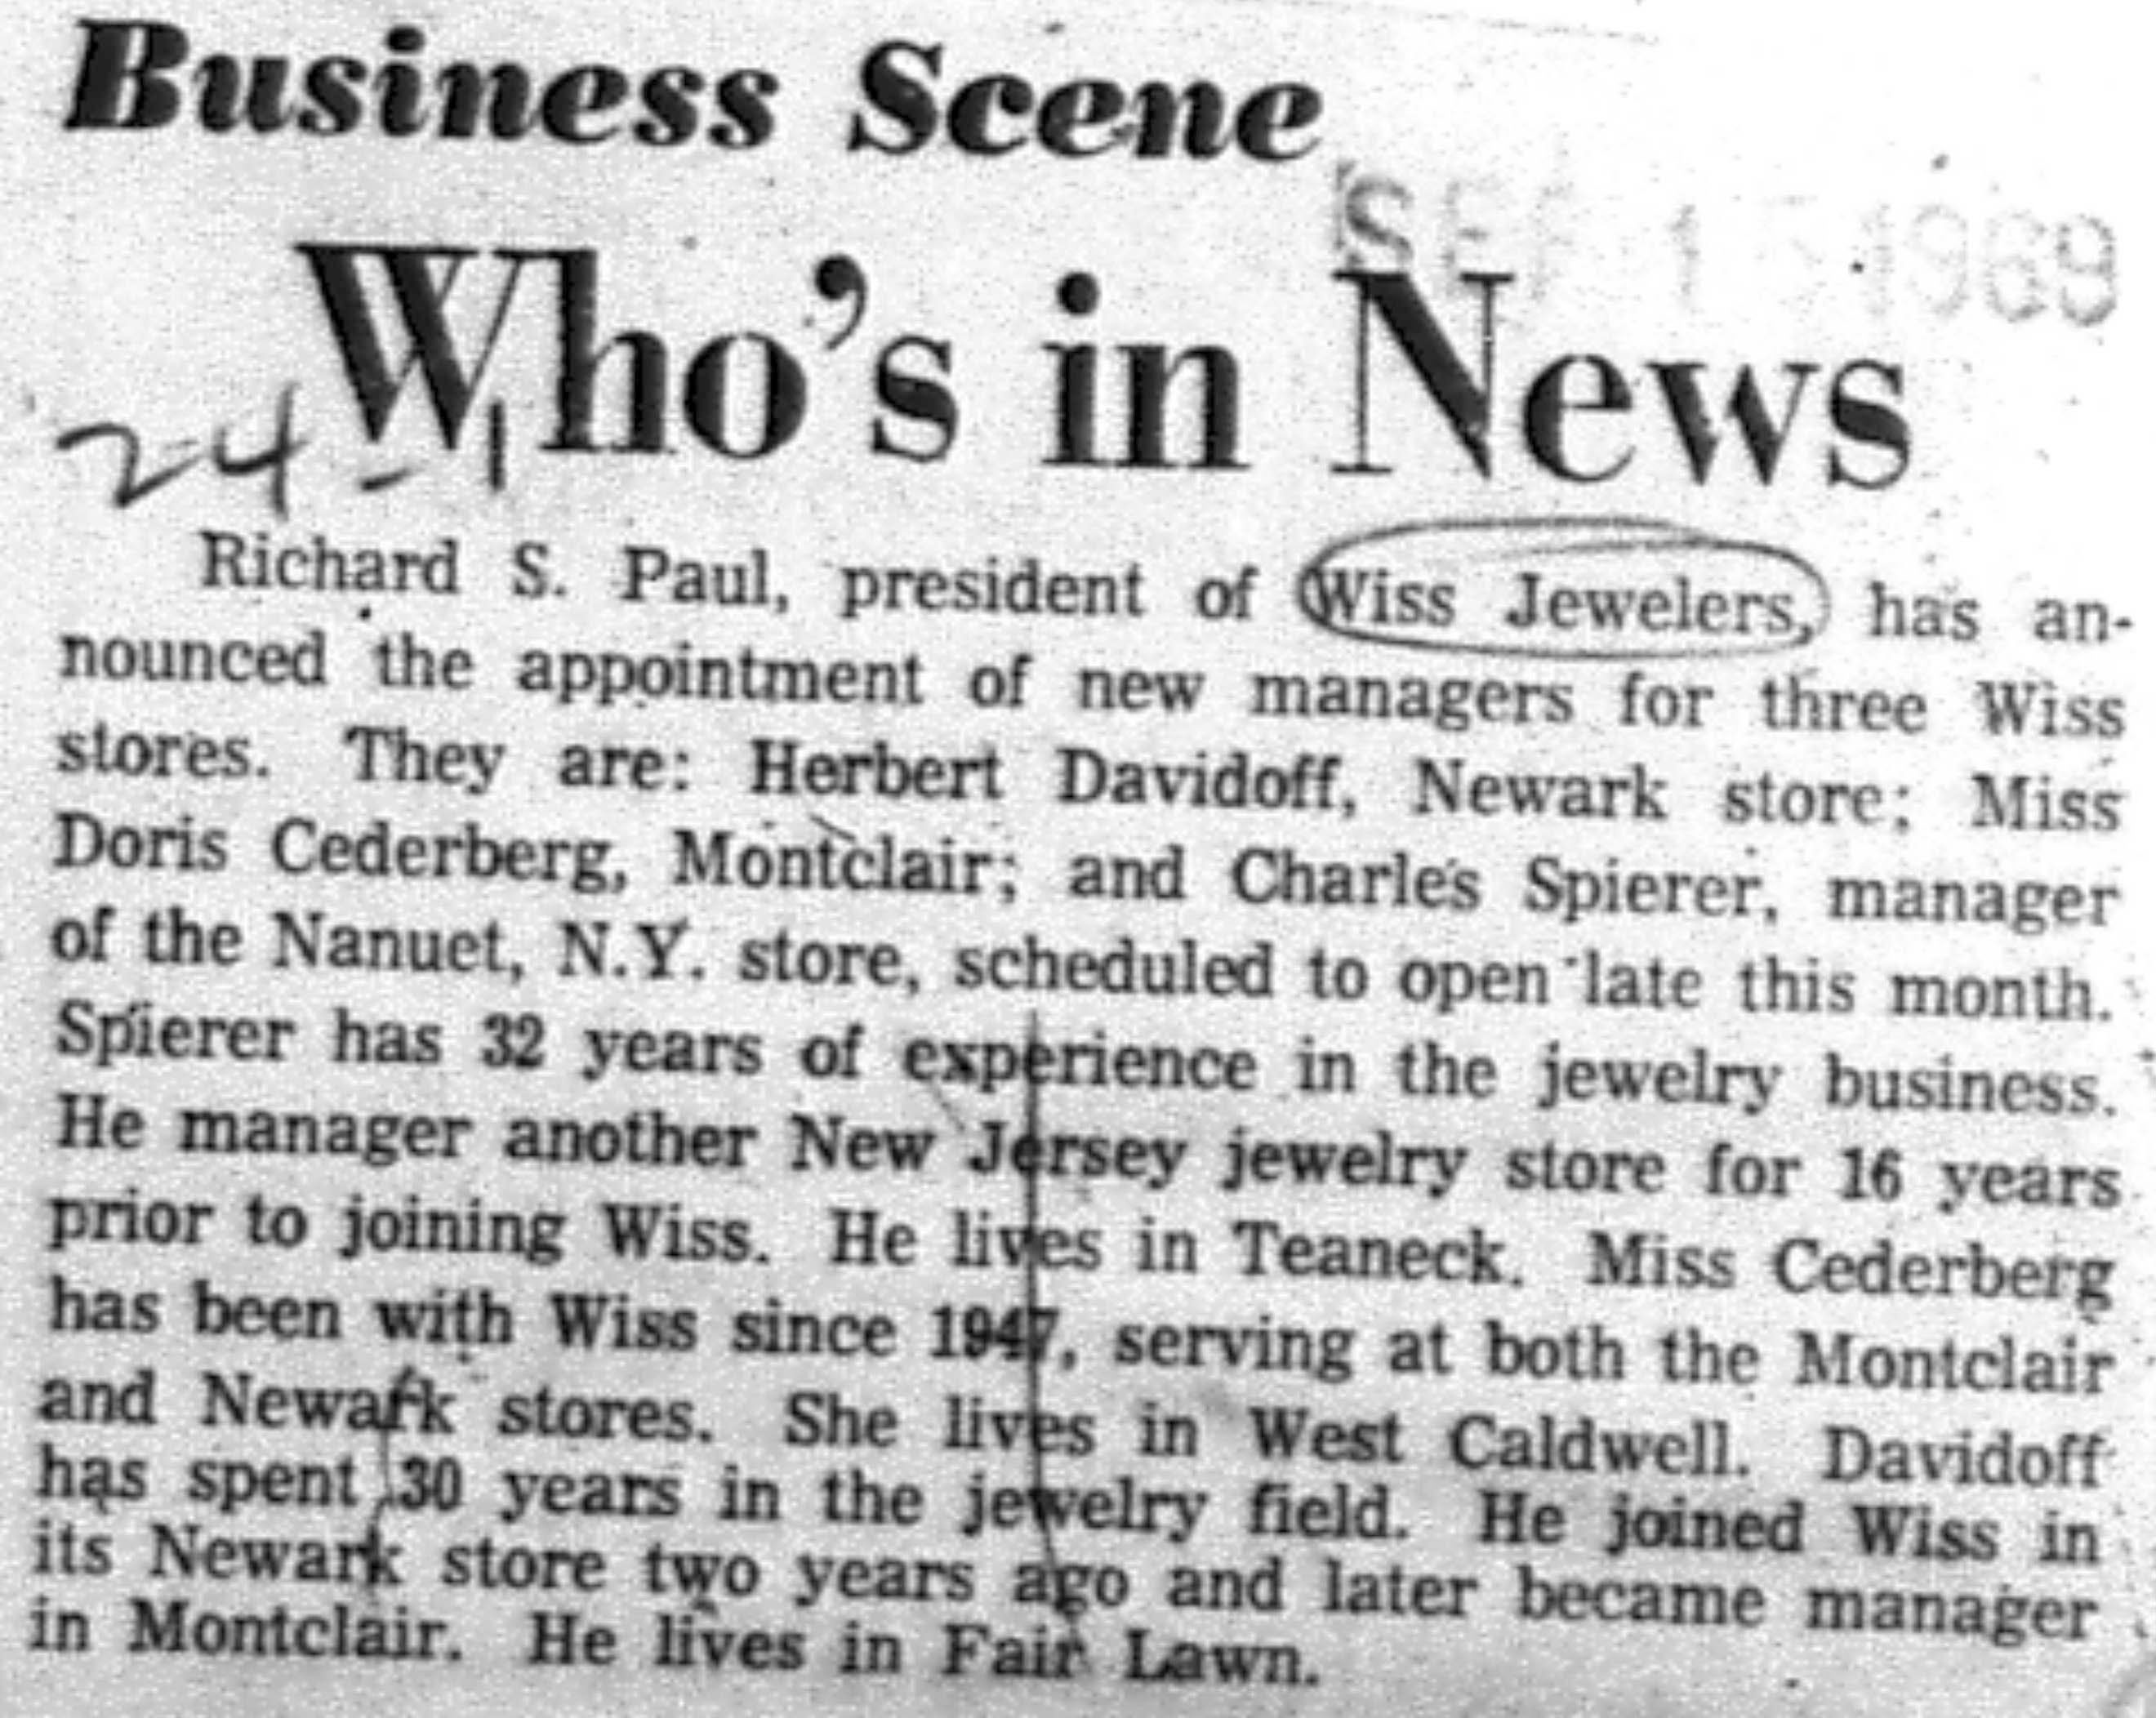 Business Scene
SEP 15 1969
Who's in News
24-1
Richard S. Paul, president of Wiss Jewelers, has an-
nounced the appointment of new managers for three Wiss
stores. They are: Herbert Davidoff, Newark store; Miss
Doris Cederberg, Montclair; and Charles Spierer, manager
of the Nanuet, N.Y. store, scheduled to open late this month.
Spierer has 32 years of experience in the jewelry business.
He manager another New Jersey jewelry store for 16 years
prior to joining Wiss. He lives in Teaneck. Miss Cederberg
has been with Wiss since 1947, serving at both the Montclair
and Newark stores. She lives in West Caldwell. Davidoff
has spent 30 years in the jewelry field. He joined Wiss in
its Newark store two years ago and later became manager
in Montclair. He lives in Fair Lawn.